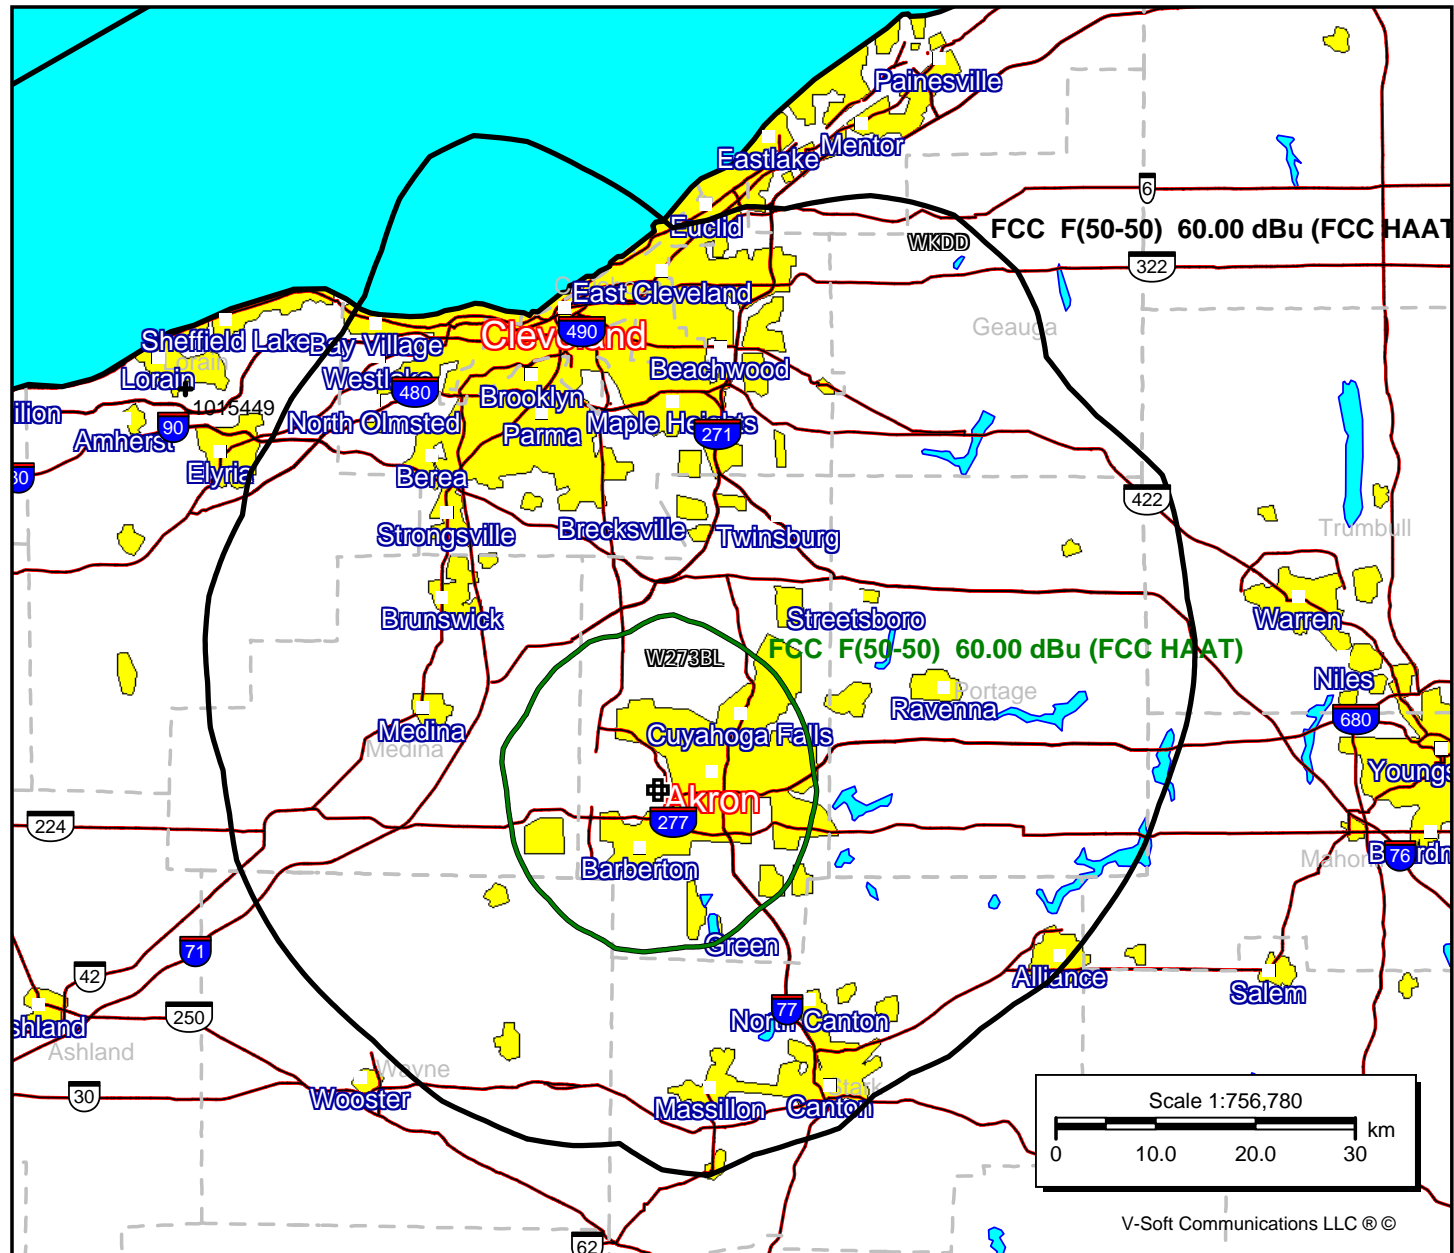 Painesville
Mentor
Eastlake
6
Euclid
WKDD
FCC F(50-50) 60.00 dBu (FCC HAAT
322
East Cleveland
Geauga
Sheffield Lake
Bay Village
Cleveland
490
Lorain
Lorain
Westlake
480
Beachwood
Brooklyn
1015449
90
Amherst
North Olmsted
Parma
Maple Heights
271
Elyria
Berea
422
Strongsville
Brecksville
Twinsburg
Trumbull
Brunswick
Streetsboro
Warren
W273BL
FCC F(50-50) 60.00 dBu (FCC HAAT)
Niles
Portage
Ravenna
680
Medina
Medina
Cuyahoga Falls
Akron
277
224
76
Barberton
Green
71
42
Alliance
Salem
250
77
North Canton
Ashland
Wayne
30
Wooster
Massillon
Canton
Stark
Scale 1:756,780
km
0 10.0 20.0 30
V-Soft Communications LLC ® ©
62